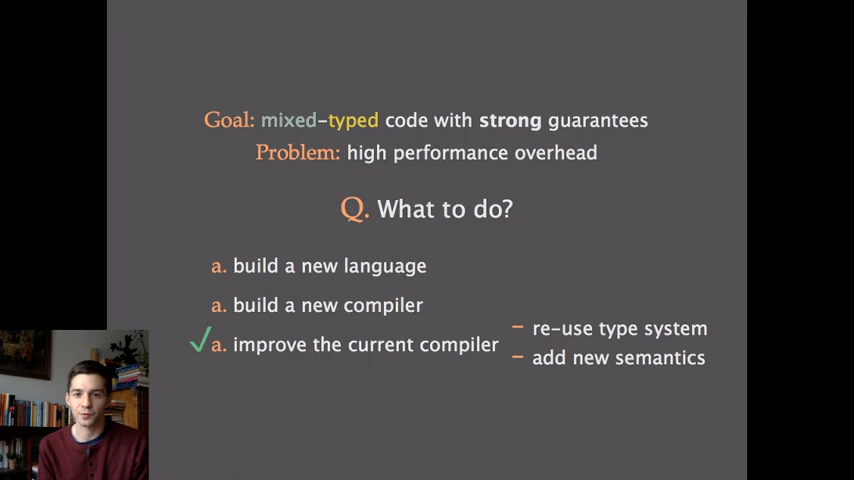 Goal: mixed-typed code with strong guarantees
Problem: high performance overhead
Q. What to do?
a. build a new language
a. build a new compiler
✓a. improve the current compiler
– re-use type system
– add new semantics